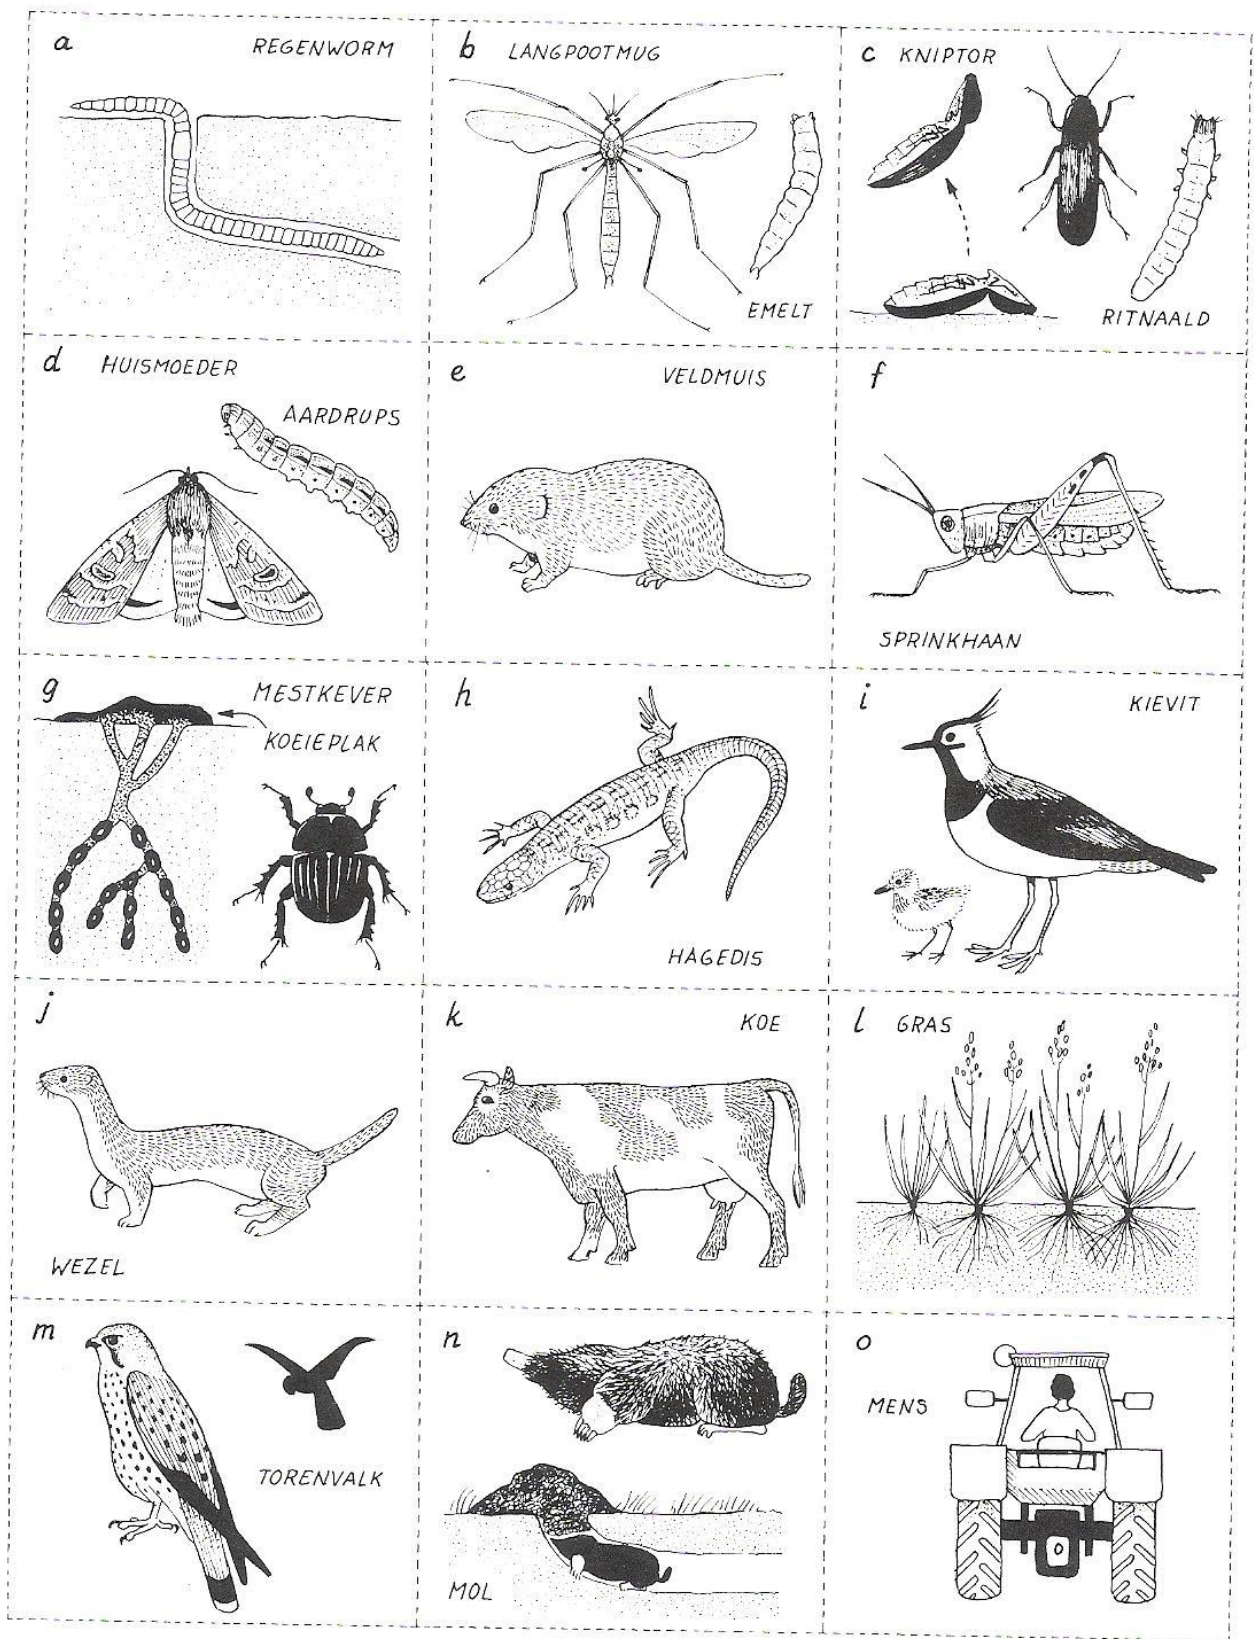 a REGENWORM
b LANGPOOTMUG
EMELT
c KNIPTOR
RITNAALD
d HUISMOEDER
AARDRUPS
e VELDMUIS
f
SPRINKHAAN
g MESTKEVER
KOEIEPLAK
h
HAGEDIS
i KIEVIT
j
WEZEL
k KOE
l GRAS
m
TORENVALK
n
MOL
o
MENS